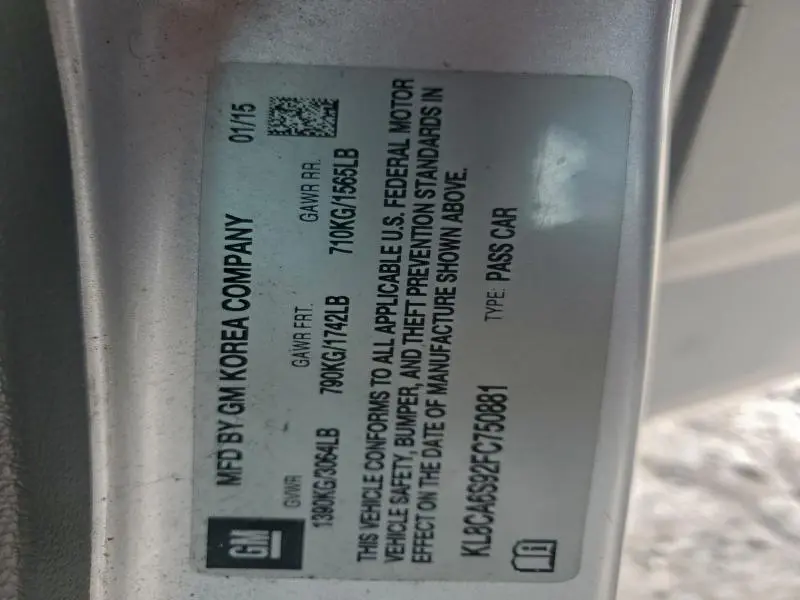 GM
MFD BY GM KOREA COMPANY 01/15
GVWR GAWR FRT. GAWR RR.
1390KG/3064LB 790KG/1742LB 710KG/1565LB
THIS VEHICLE CONFORMS TO ALL APPLICABLE U.S. FEDERAL MOTOR
VEHICLE SAFETY, BUMPER, AND THEFT PREVENTION STANDARDS IN
EFFECT ON THE DATE OF MANUFACTURE SHOWN ABOVE.
KL8CA6S92FC750881 TYPE: PASS CAR